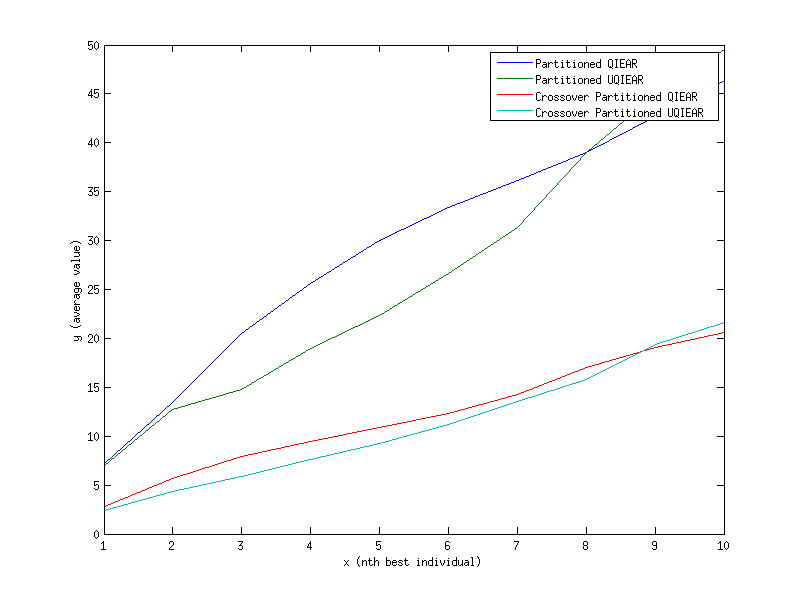 50
45
40
35
30
25
20
15
10
5
0
y (average value)
Partitioned QIEAR
Partitioned UQIEAR
Crossover Partitioned QIEAR
Crossover Partitioned UQIEAR
1 2 3 4 5 6 7 8 9 10
x (nth best individual)